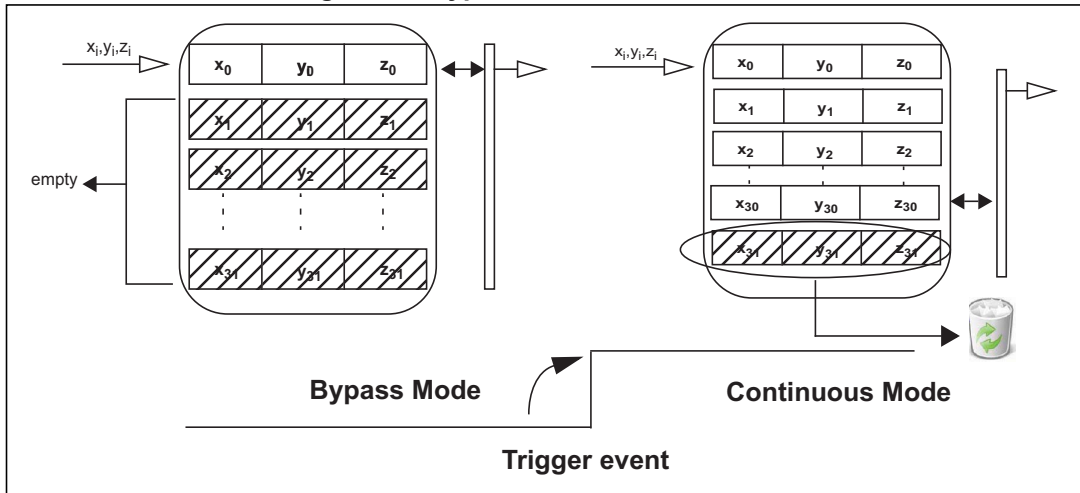 xᵢ,yᵢ,zᵢ
x₀ y₀ z₀
x₁ y₁ z₁
x₂ y₂ z₂
x₃₁ y₃₁ z₃₁
empty
xᵢ,yᵢ,zᵢ
x₀ y₀ z₀
x₁ y₁ z₁
x₂ y₂ z₂
x₃₀ y₃₀ z₃₀
x₃₁ y₃₁ z₃₁
Bypass Mode
Continuous Mode
Trigger event